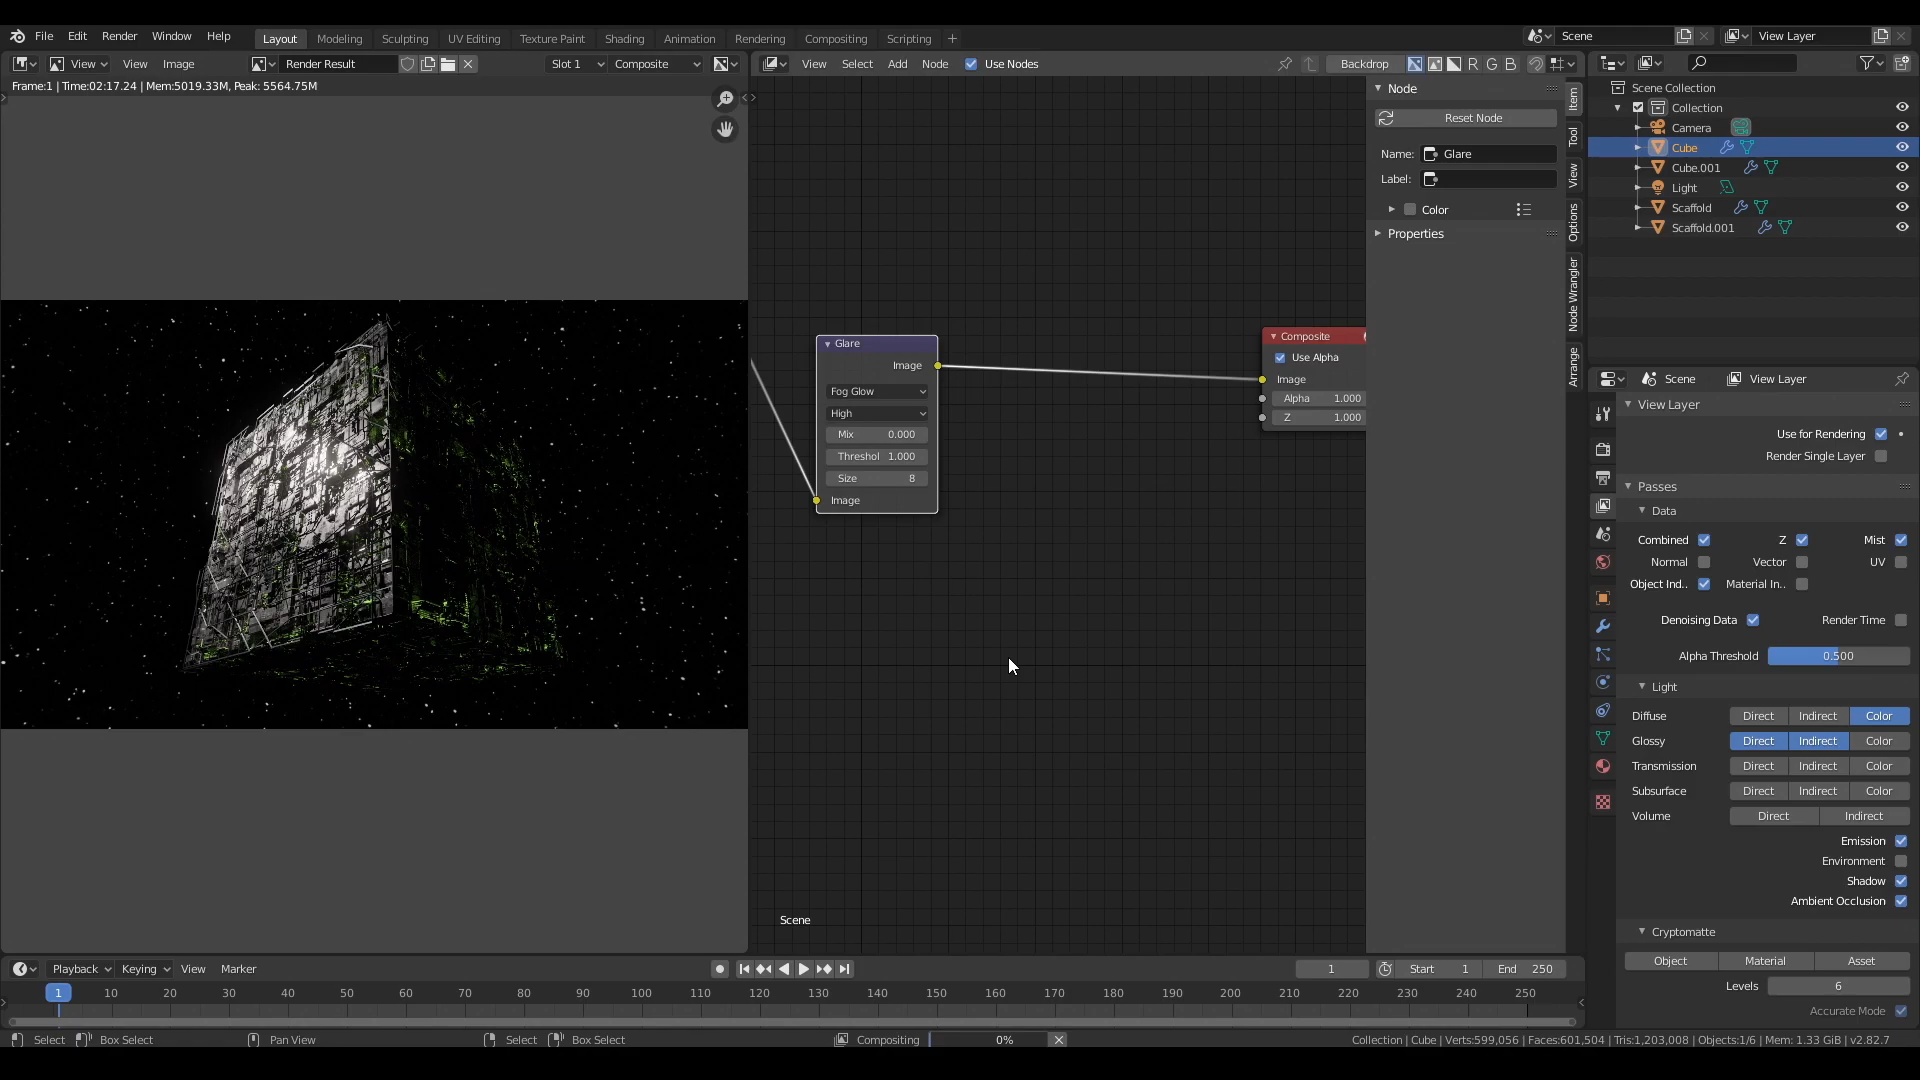 File Edit Render Window Help Layout Modeling Sculpting UV Editing Texture Paint Shading Animation Rendering Compositing Scripting + Scene View Layer
View View Image Render Result Slot 1 Composite View Select Add Node Use Nodes Backdrop R G B
Frame:1 | Time:02:17.24 | Mem:5019.33M, Peak: 5564.75M
Node
Reset Node
Name: Glare
Label:
Color
Properties
Item
Tool
View
Options
Node Wrangler
Arrange
Glare
Image
Fog Glow
High
Mix 0.000
Threshol 1.000
Size 8
Image
Composite
Use Alpha
Image
Alpha 1.000
Z 1.000
Scene
Scene Collection
Collection
Camera
Cube
Cube.001
Light
Scaffold
Scaffold.001
Scene View Layer
View Layer
Use for Rendering
Render Single Layer
Passes
Data
Combined Z Mist
Normal Vector UV
Object Ind.. Material In..
Denoising Data Render Time
Alpha Threshold 0.500
Light
Diffuse Direct Indirect Color
Glossy Direct Indirect Color
Transmission Direct Indirect Color
Subsurface Direct Indirect Color
Volume Direct Indirect
Emission
Environment
Shadow
Ambient Occlusion
Cryptomatte
Object Material Asset
Levels 6
Accurate Mode
Playback Keying View Marker 1 Start 1 End 250
1 10 20 30 40 50 60 70 80 90 100 110 120 130 140 150 160 170 180 190 200 210 220 230 240 250
Select Box Select Pan View Select Box Select Compositing 0% Collection | Cube | Verts:599,056 | Faces:601,504 | Tris:1,203,008 | Objects:1/6 | Mem: 1.33 GiB | v2.82.7